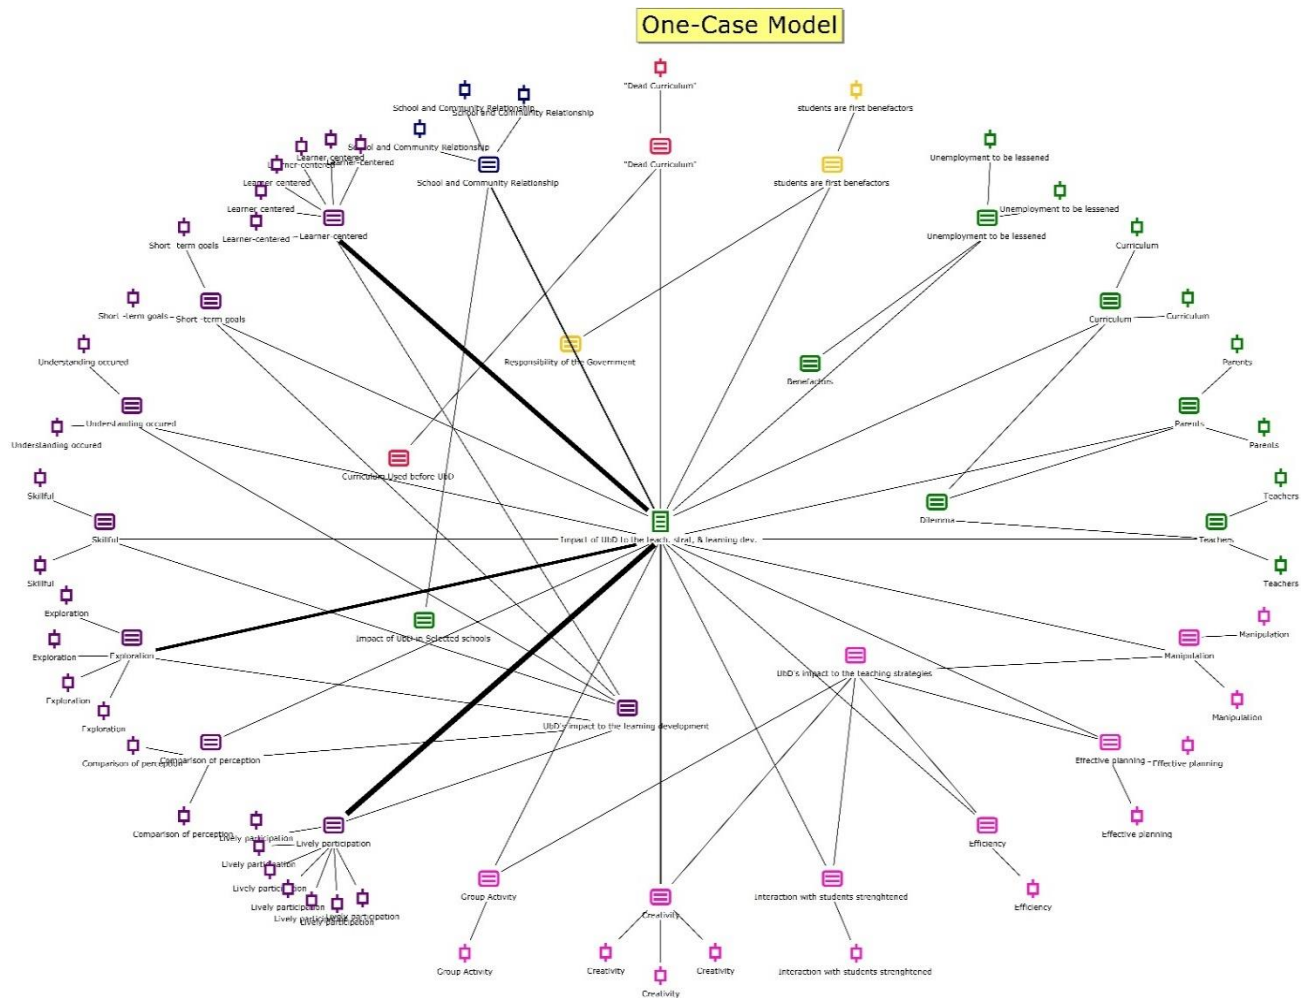 One-Case Model
"Dead Curriculum"
School and Community Relationship
School and Community Relationship
students are first benefactors
School and Community Relationship
"Dead Curriculum"
Unemployment to be lessened
Learner centered
Learner-centered
Learner-centered
Learner centered
School and Community Relationship
students are first benefactors
Learner centered
Unemployment to be lessened
Learner-centered
Learner-centered
Unemployment to be lessened
Short -term goals
Curriculum
Short -term goals
Short -term goals
Curriculum
Curriculum
Understanding occured
Responsibility of the Government
Parents
Benefactors
Understanding occured
Parents
Understanding occured
Parents
Curriculum Used before UbD
Skillful
Teachers
Dilemma
Skillful
Impact of UbD to the teach. strat, & learning dev.
Teachers
Skillful
Teachers
Exploration
Impact of UbD in Selected schools
Manipulation
Exploration
Exploration
Manipulation
UbD's impact to the teaching strategies
Exploration
Manipulation
Exploration
UbD's impact to the learning development
Comparison of perception
Comparison of perception
Effective planning
Effective planning
Comparison of perception
Lively participation
Lively participation
Efficiency
Effective planning
Lively participation
Lively participation
Group Activity
Creativity
Interaction with students strenghtened
Lively participation
Lively participation
Lively participation
Lively participation
Efficiency
Group Activity
Creativity
Creativity
Interaction with students strenghtened
Creativity